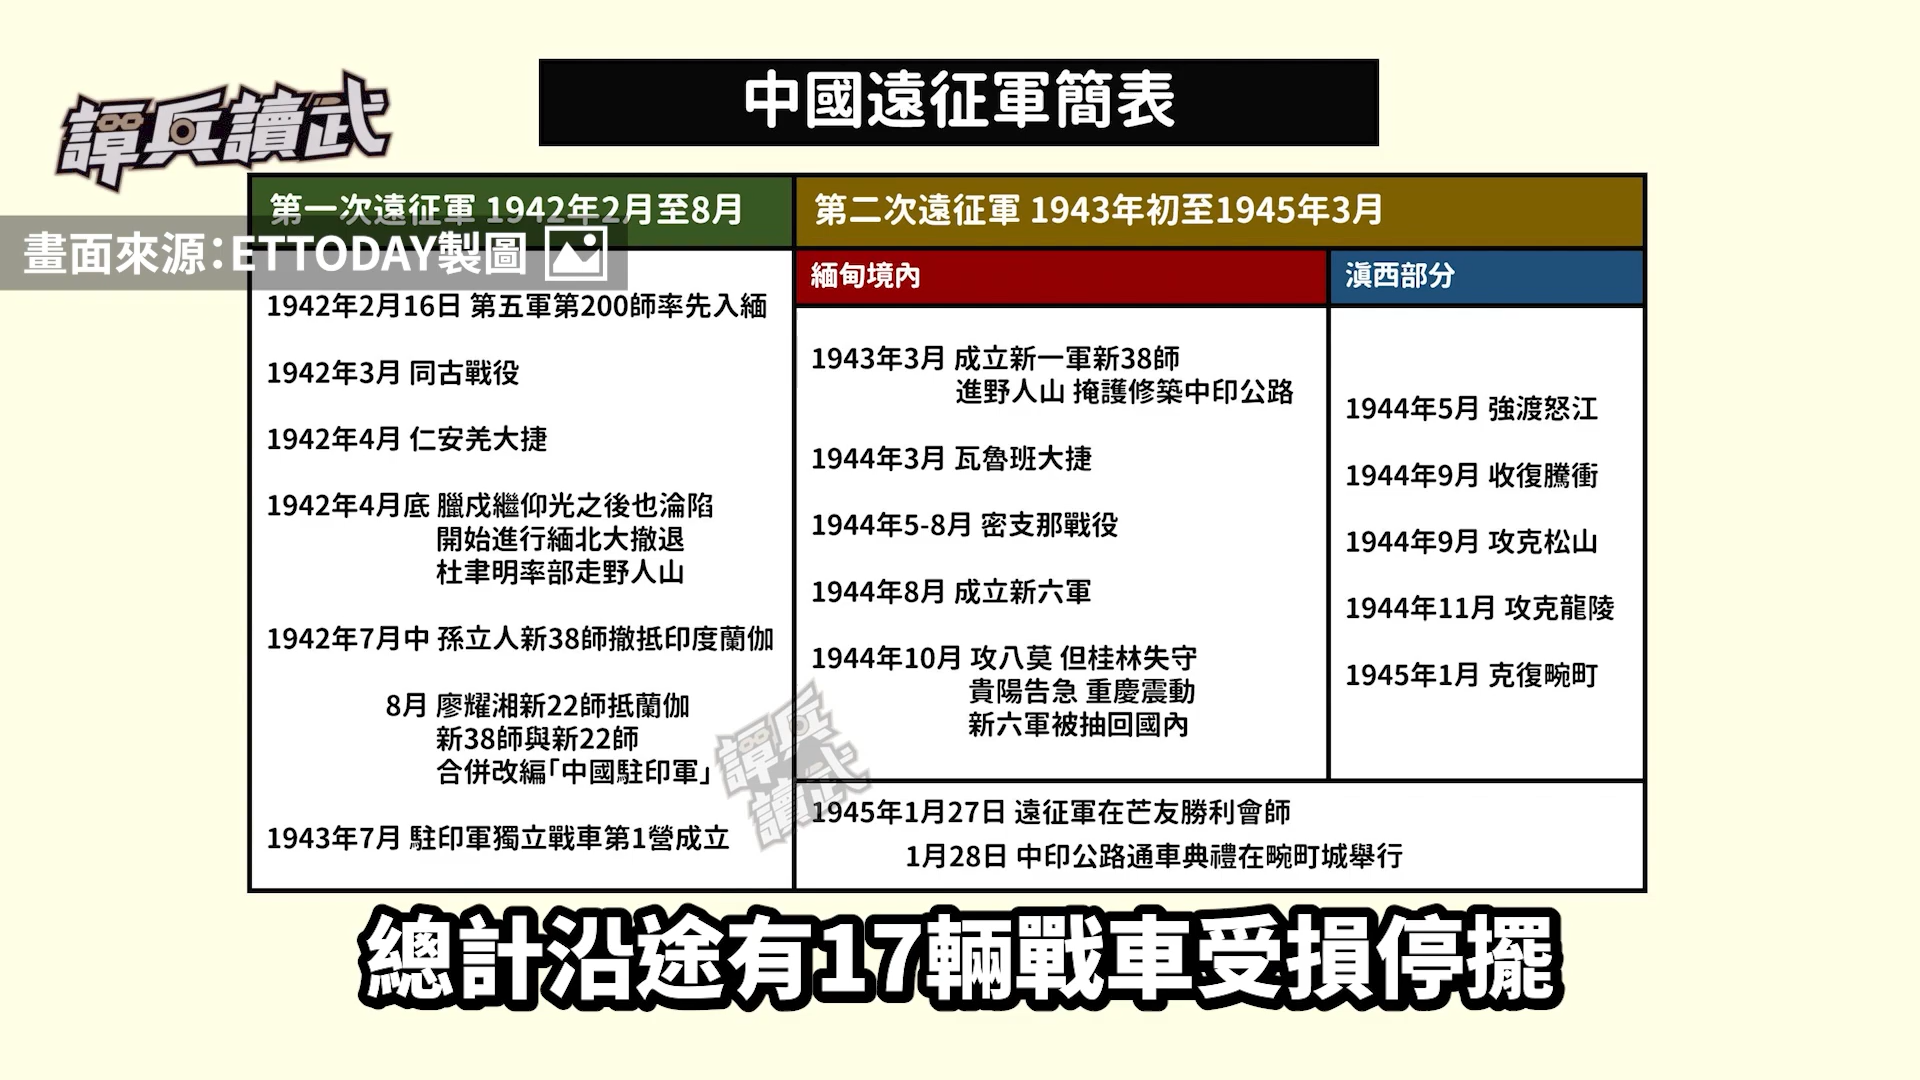 中國遠征軍簡表
譚兵讀武
第一次遠征軍 1942年2月至8月
畫面來源:ETTODAY製圖
1942年2月16日 第五軍第200師率先入緬
1942年3月 同古戰役
1942年4月 仁安羌大捷
1942年4月底 臘戍繼仰光之後也淪陷
開始進行緬北大撤退
杜聿明率部走野人山
1942年7月中 孫立人新38師撤抵印度蘭伽
8月 廖耀湘新22師抵蘭伽
新38師與新22師
合併改編「中國駐印軍」
1943年7月 駐印軍獨立戰車第1營成立
第二次遠征軍 1943年初至1945年3月
緬甸境內
1943年3月 成立新一軍新38師
進野人山 掩護修築中印公路
1944年3月 瓦魯班大捷
1944年5-8月 密支那戰役
1944年8月 成立新六軍
1944年10月 攻八莫 但桂林失守
貴陽告急 重慶震動
新六軍被抽回國內
滇西部分
1944年5月 強渡怒江
1944年9月 收復騰衝
1944年9月 攻克松山
1944年11月 攻克龍陵
1945年1月 克復畹町
1945年1月27日 遠征軍在芒友勝利會師
1月28日 中印公路通車典禮在畹町城舉行
譚兵
讀武
總計沿途有17輛戰車受損停擺